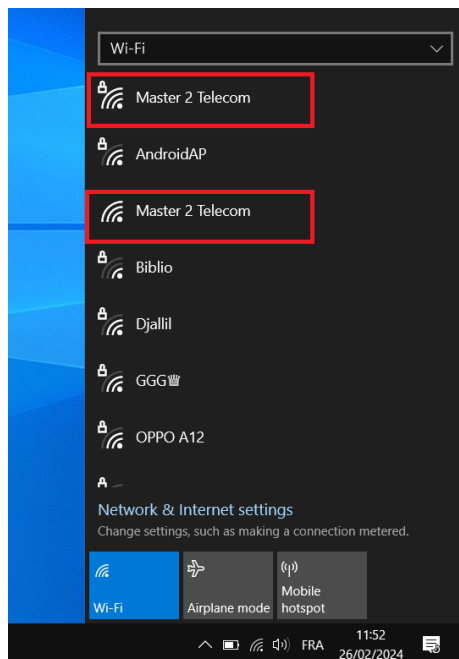 Wi-Fi
Master 2 Telecom
AndroidAP
Master 2 Telecom
Biblio
Djallil
GGG♕
OPPO A12
Network & Internet settings
Change settings, such as making a connection metered.
Wi-Fi
Airplane mode
Mobile
hotspot
FRA
11:52
26/02/2024